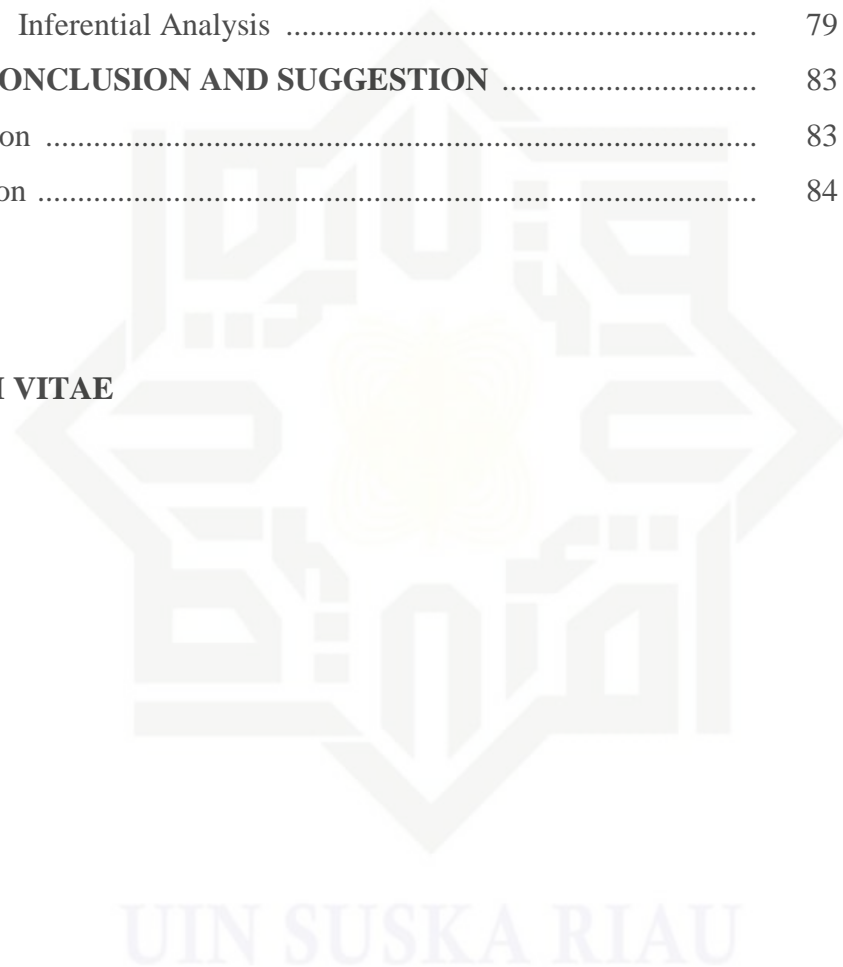 Inferential Analysis .......................................................... 79
ONCLUSION AND SUGGESTION ............................... 83
on ........................................................................................ 83
on ......................................................................................... 84
I VITAE
UIN SUSKA RIAU